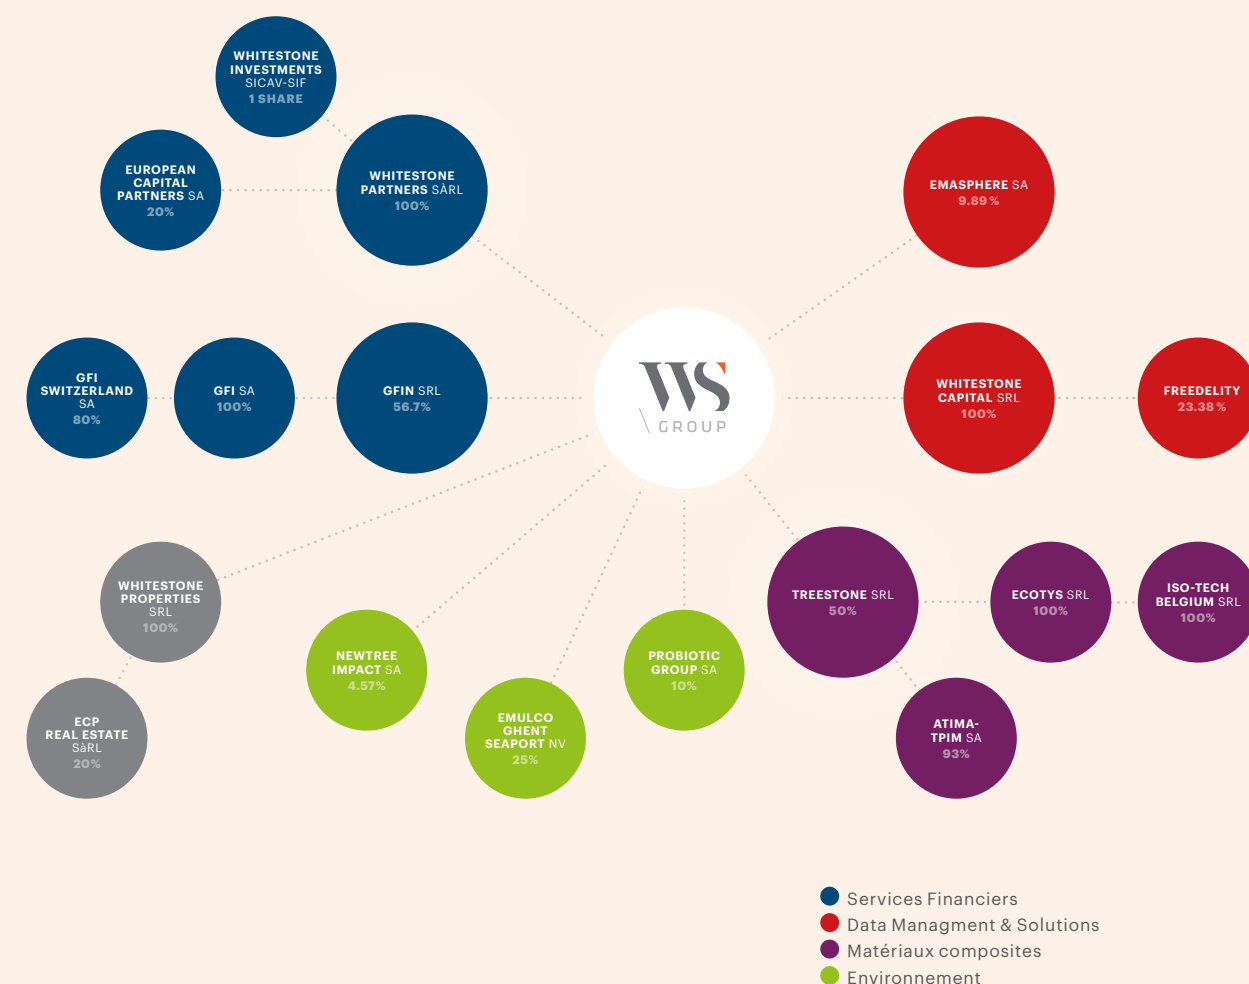 WHITESTONE
INVESTMENTS
SICAV-SIF
1 SHARE
EUROPEAN
CAPITAL
PARTNERS SA
20%
WHITESTONE
PARTNERS SÀRL
100%
EMASPHERE SA
9.89 %
GFI
SWITZERLAND
SA
80%
GFI SA
100%
GFIN SRL
56.7%
WS
\ GROUP
WHITESTONE
CAPITAL SRL
100%
FREEDELITY
23.38 %
WHITESTONE
PROPERTIES
SRL
100%
ECP
REAL ESTATE
SàRL
20%
NEWTREE
IMPACT SA
4.57%
EMULCO
GHENT
SEAPORT NV
25%
PROBIOTIC
GROUP SA
10%
TREESTONE SRL
50%
ECOTYS SRL
100%
ISO-TECH
BELGIUM SRL
100%
ATIMA-
TPIM SA
93%
Services Financiers
Data Managment & Solutions
Matériaux composites
Environnement